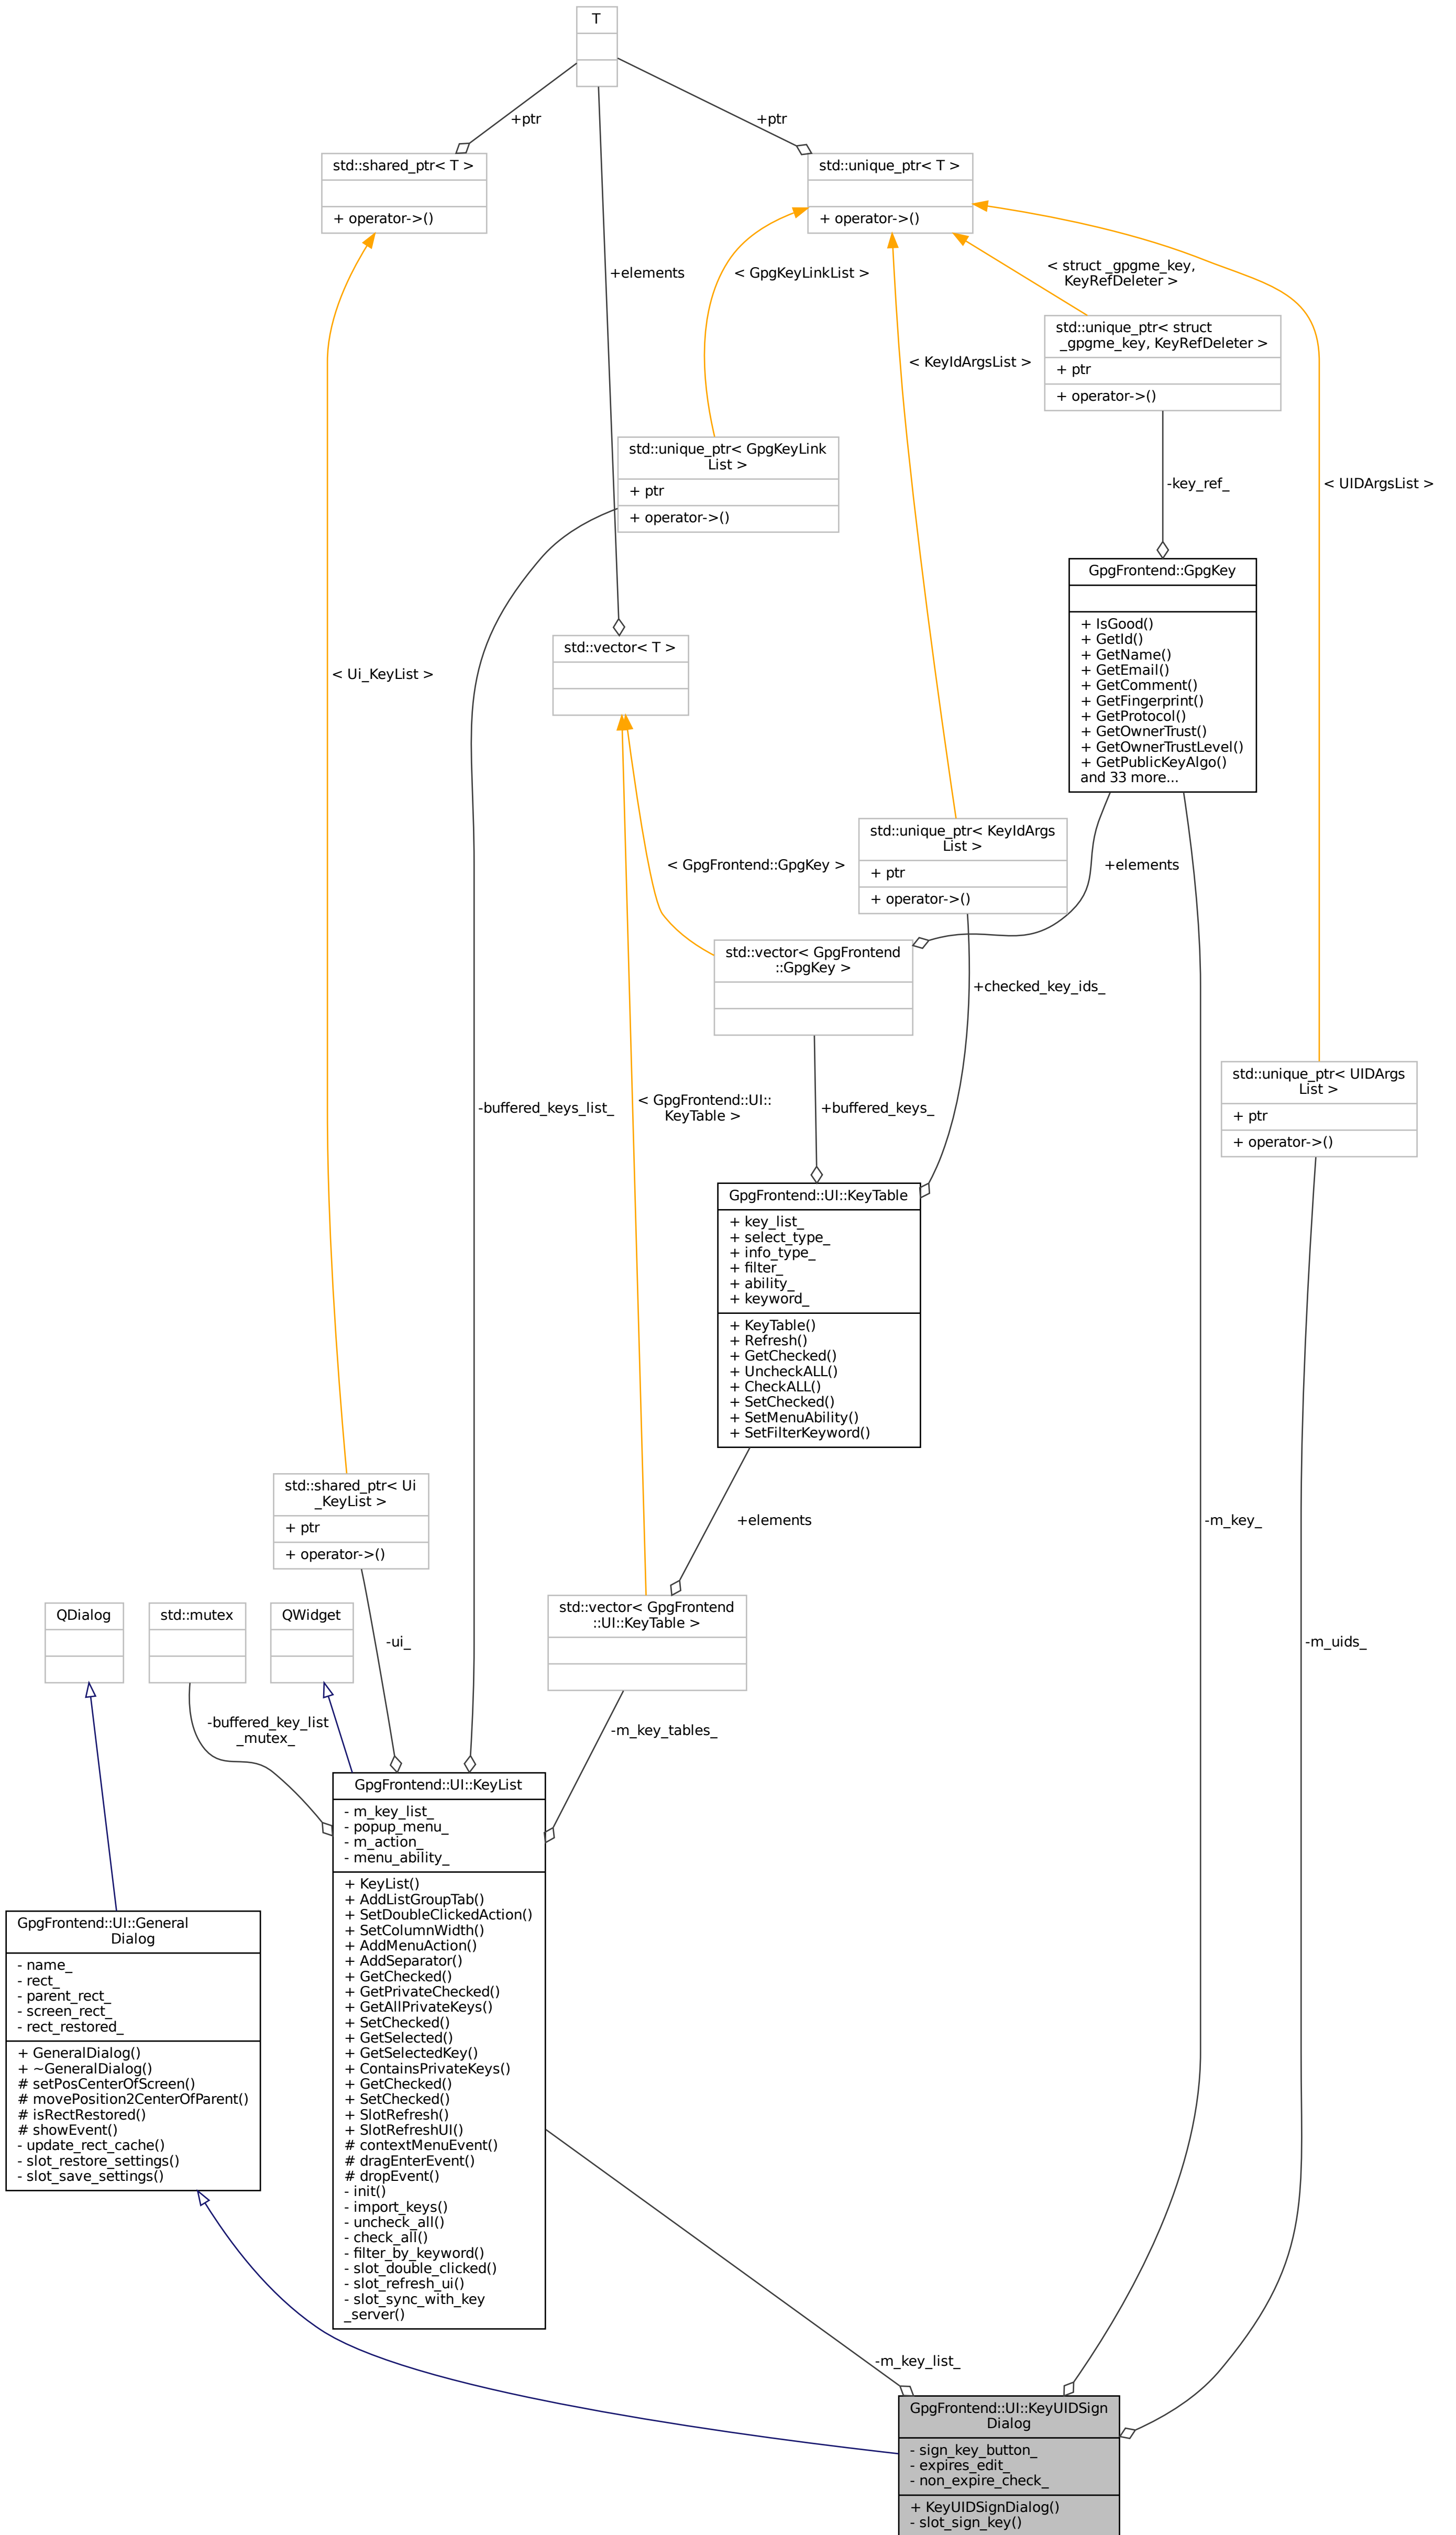 T
+ptr
+ptr
std::shared_ptr< T >
+ operator->()
std::unique_ptr< T >
+ operator->()
+elements
< GpgKeyLinkList >
< struct _gpgme_key,
KeyRefDeleter >
std::unique_ptr< struct
_gpgme_key, KeyRefDeleter >
+ ptr
+ operator->()
< KeyIdArgsList >
std::unique_ptr< GpgKeyLink
List >
+ ptr
+ operator->()
-key_ref_
< UIDArgsList >
GpgFrontend::GpgKey
+ IsGood()
+ GetId()
+ GetName()
+ GetEmail()
+ GetComment()
+ GetFingerprint()
+ GetProtocol()
+ GetOwnerTrust()
+ GetOwnerTrustLevel()
+ GetPublicKeyAlgo()
and 33 more...
std::vector< T >
< Ui_KeyList >
std::unique_ptr< KeyIdArgs
List >
+ ptr
+ operator->()
< GpgFrontend::GpgKey >
+elements
std::vector< GpgFrontend
::GpgKey >
+checked_key_ids_
std::unique_ptr< UIDArgs
List >
+ ptr
+ operator->()
-buffered_keys_list_
< GpgFrontend::UI::
KeyTable >
+buffered_keys_
GpgFrontend::UI::KeyTable
+ key_list_
+ select_type_
+ info_type_
+ filter_
+ ability_
+ keyword_
+ KeyTable()
+ Refresh()
+ GetChecked()
+ UncheckALL()
+ CheckALL()
+ SetChecked()
+ SetMenuAbility()
+ SetFilterKeyword()
std::shared_ptr< Ui
_KeyList >
+ ptr
+ operator->()
+elements
-m_key_
QDialog
std::mutex
QWidget
std::vector< GpgFrontend
::UI::KeyTable >
-ui_
-m_uids_
-buffered_key_list
_mutex_
-m_key_tables_
GpgFrontend::UI::KeyList
- m_key_list_
- popup_menu_
- m_action_
- menu_ability_
+ KeyList()
+ AddListGroupTab()
+ SetDoubleClickedAction()
+ SetColumnWidth()
+ AddMenuAction()
+ AddSeparator()
+ GetChecked()
+ GetPrivateChecked()
+ GetAllPrivateKeys()
+ SetChecked()
+ GetSelected()
+ GetSelectedKey()
+ ContainsPrivateKeys()
+ GetChecked()
+ SetChecked()
+ SlotRefresh()
+ SlotRefreshUI()
# contextMenuEvent()
# dragEnterEvent()
# dropEvent()
- init()
- import_keys()
- uncheck_all()
- check_all()
- filter_by_keyword()
- slot_double_clicked()
- slot_refresh_ui()
- slot_sync_with_key
_server()
GpgFrontend::UI::General
Dialog
- name_
- rect_
- parent_rect_
- screen_rect_
- rect_restored_
+ GeneralDialog()
+ ~GeneralDialog()
# setPosCenterOfScreen()
# movePosition2CenterOfParent()
# isRectRestored()
# showEvent()
- update_rect_cache()
- slot_restore_settings()
- slot_save_settings()
-m_key_list_
GpgFrontend::UI::KeyUIDSign
Dialog
- sign_key_button_
- expires_edit_
- non_expire_check_
+ KeyUIDSignDialog()
- slot_sign_key()